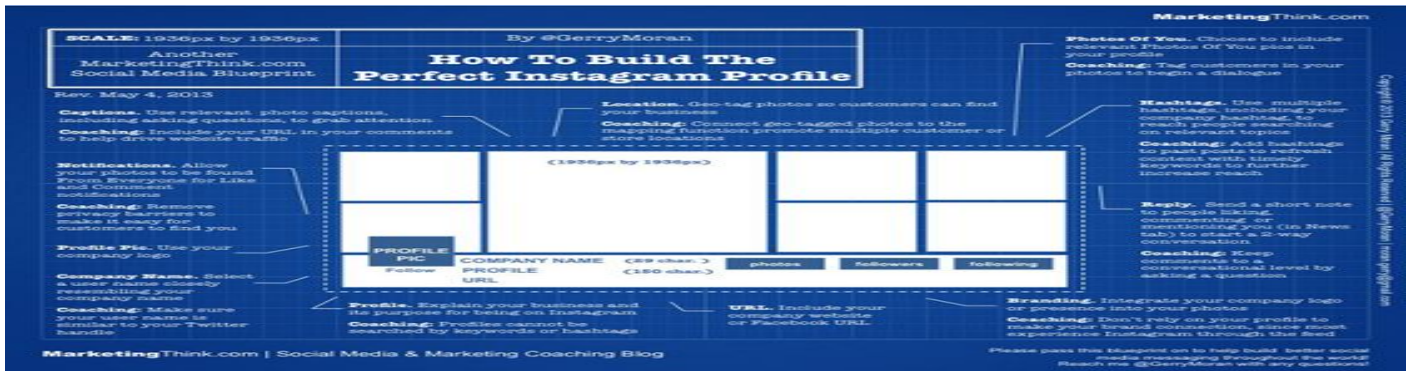 MarketingThink.com
SCALE: 1936px by 1936px
Another
MarketingThink.com
Social Media Blueprint
By @GerryMoran
How To Build The
Perfect Instagram Profile
Rev. May 4, 2013
Captions. Use relevant photo captions,
including asking questions, to grab attention
Coaching: Include your URL in your comments
to help drive website traffic
Location. Geo-tag photos so customers can find
your business
Coaching: Connect geo-tagged photos to the
mapping function promote multiple customer or
store locations
Photos Of You. Choose to include
relevant Photos Of You pics in
your profile
Coaching: Tag customers in your
photos to begin a dialogue
Hashtags. Use multiple
hashtags, including your
company hashtag, to
reach people searching
on relevant topics
Coaching: Add hashtags
to past posts to refresh
content with timely
keywords to further
increase reach
Notifications. Allow
your photos to be found
From Everyone for Like
and Comment
notifications
Coaching: Remove
privacy barriers to
make it easy for
customers to find you
Profile Pic. Use your
company logo
Company Name. Select
a user name closely
resembling your
company name
Coaching: Make sure
your user name is
similar to your Twitter
handle
(1936px by 1936px)
PROFILE
PIC
Follow
COMPANY NAME (29 char.)
PROFILE (150 char.)
URL
photos
followers
following
Reply. Send a short note
to people liking,
commenting or
mentioning you (in News
tab) to start a 2-way
conversation
Coaching: Keep
comments to a
conversational level by
asking a question
Profile. Explain your business and
its purpose for being on Instagram
Coaching: Profiles cannot be
searched by keywords or hashtags
URL. Include your
company website
or Facebook URL
Branding. Integrate your company logo
or presence into your photos
Coaching: Don't rely on your profile to
make your brand connection, since most
experience Instagram through the feed
MarketingThink.com | Social Media & Marketing Coaching Blog
Please pass this blueprint on to help build better social
media messaging throughout the world!
Reach me @GerryMoran with any questions!
Copyright © 2013 Gerry Moran All Rights Reserved @GerryMoran